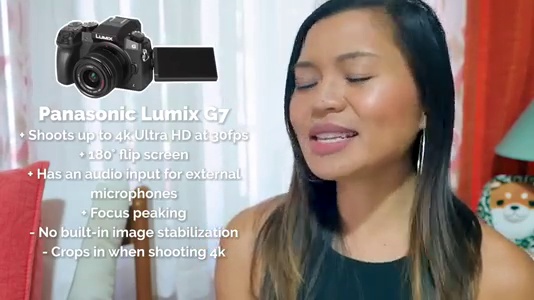 LUMIX
Panasonic Lumix G7
+ Shoots up to 4k Ultra HD at 30fps
+ 180° flip screen
+ Has an audio input for external
microphones
+ Focus peaking
- No built-in image stabilization
- Crops in when shooting 4k